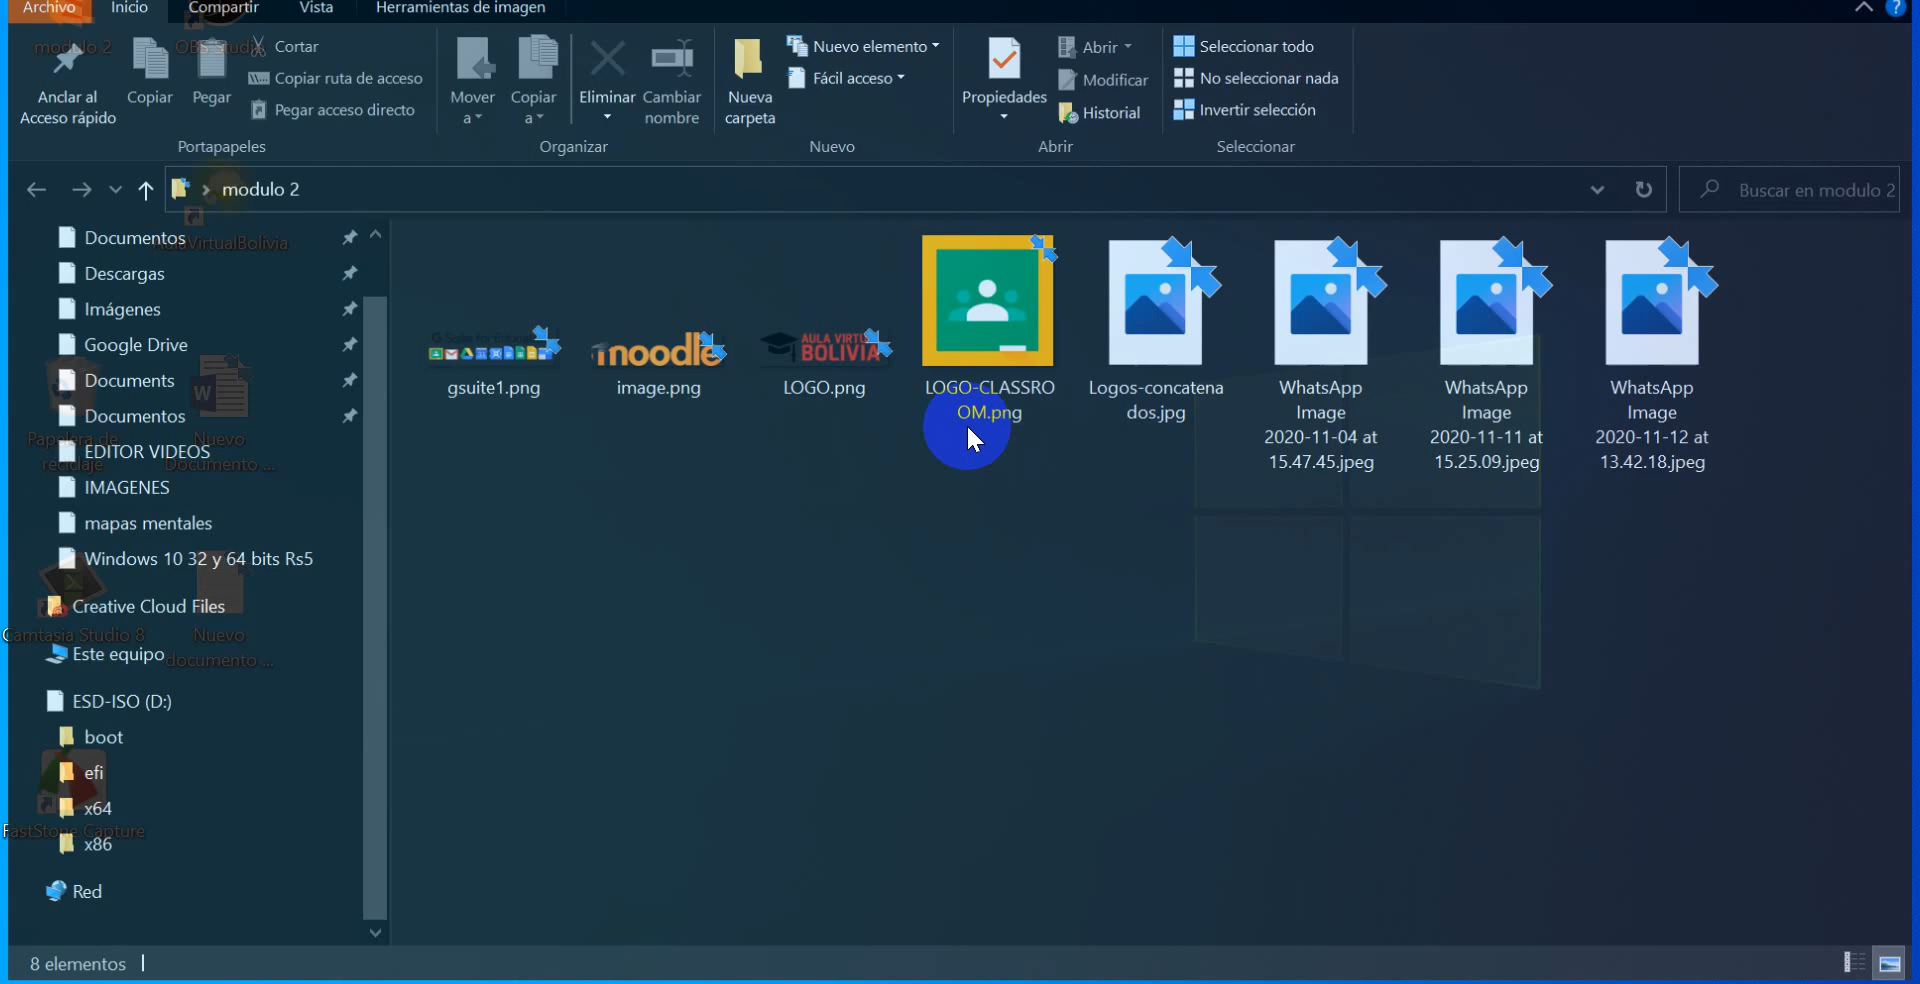 Archivo
Inicio
Compartir
Vista
Herramientas de imagen
?
modulo 2
OBS Studio
Anclar al
Acceso rápido
Copiar
Pegar
Cortar
Copiar ruta de acceso
Pegar acceso directo
Portapapeles
Mover
a
Copiar
a
Eliminar
Cambiar
nombre
Organizar
Nueva
carpeta
Nuevo elemento
Fácil acceso
Nuevo
Propiedades
Abrir
Modificar
Historial
Abrir
Seleccionar todo
No seleccionar nada
Invertir selección
Seleccionar
modulo 2
Buscar en modulo 2
AulaVirtualBolivia
Documentos
Descargas
Imágenes
Google Drive
Documents
Documentos
EDITOR VIDEOS
IMAGENES
mapas mentales
Windows 10 32 y 64 bits Rs5
Creative Cloud Files
Este equipo
ESD-ISO (D:)
boot
efi
x64
x86
Red
Papelera de
reciclaje
Nuevo
Documento ...
Camtasia Studio 8
Nuevo
documento ...
FastStone Capture
moodle
AULA VIRTUAL
BOLIVIA
gsuite1.png
image.png
LOGO.png
LOGO-CLASSRO
OM.png
Logos-concatena
dos.jpg
WhatsApp
Image
2020-11-04 at
15.47.45.jpeg
WhatsApp
Image
2020-11-11 at
15.25.09.jpeg
WhatsApp
Image
2020-11-12 at
13.42.18.jpeg
8 elementos